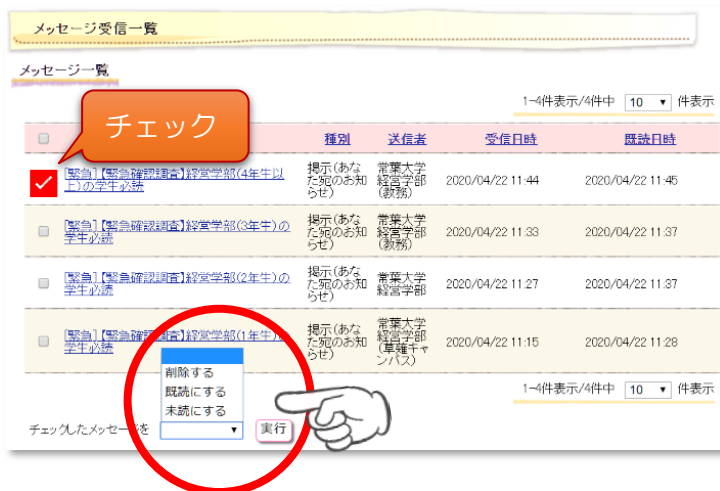 メッセージ受信一覧
メッセージ一覧
1-4件表示/4件中 10 件表示
チェック
種別 送信者 受信日時 既読日時
[緊急]【緊急確認調査】経営学部(4年生以
上)の学生必読
掲示(あな
た宛のお知
らせ)
常葉大学
経営学部
(教務)
2020/04/22 11:44 2020/04/22 11:45
[緊急]【緊急確認調査】経営学部(3年生)の
学生必読
掲示(あな
た宛のお知
らせ)
常葉大学
経営学部
(教務)
2020/04/22 11:33 2020/04/22 11:37
[緊急]【緊急確認調査】経営学部(2年生)の
学生必読
掲示(あな
た宛のお知
らせ)
常葉大学
経営学部
2020/04/22 11:27 2020/04/22 11:37
[緊急]【緊急確認調査】経営学部(1年生)の
学生必読
掲示(あな
た宛のお知
らせ)
常葉大学
経営学部
(草薙キャ
ンパス)
2020/04/22 11:15 2020/04/22 11:28
削除する
既読にする
未読にする
1-4件表示/4件中 10 件表示
チェックしたメッセージを 実行